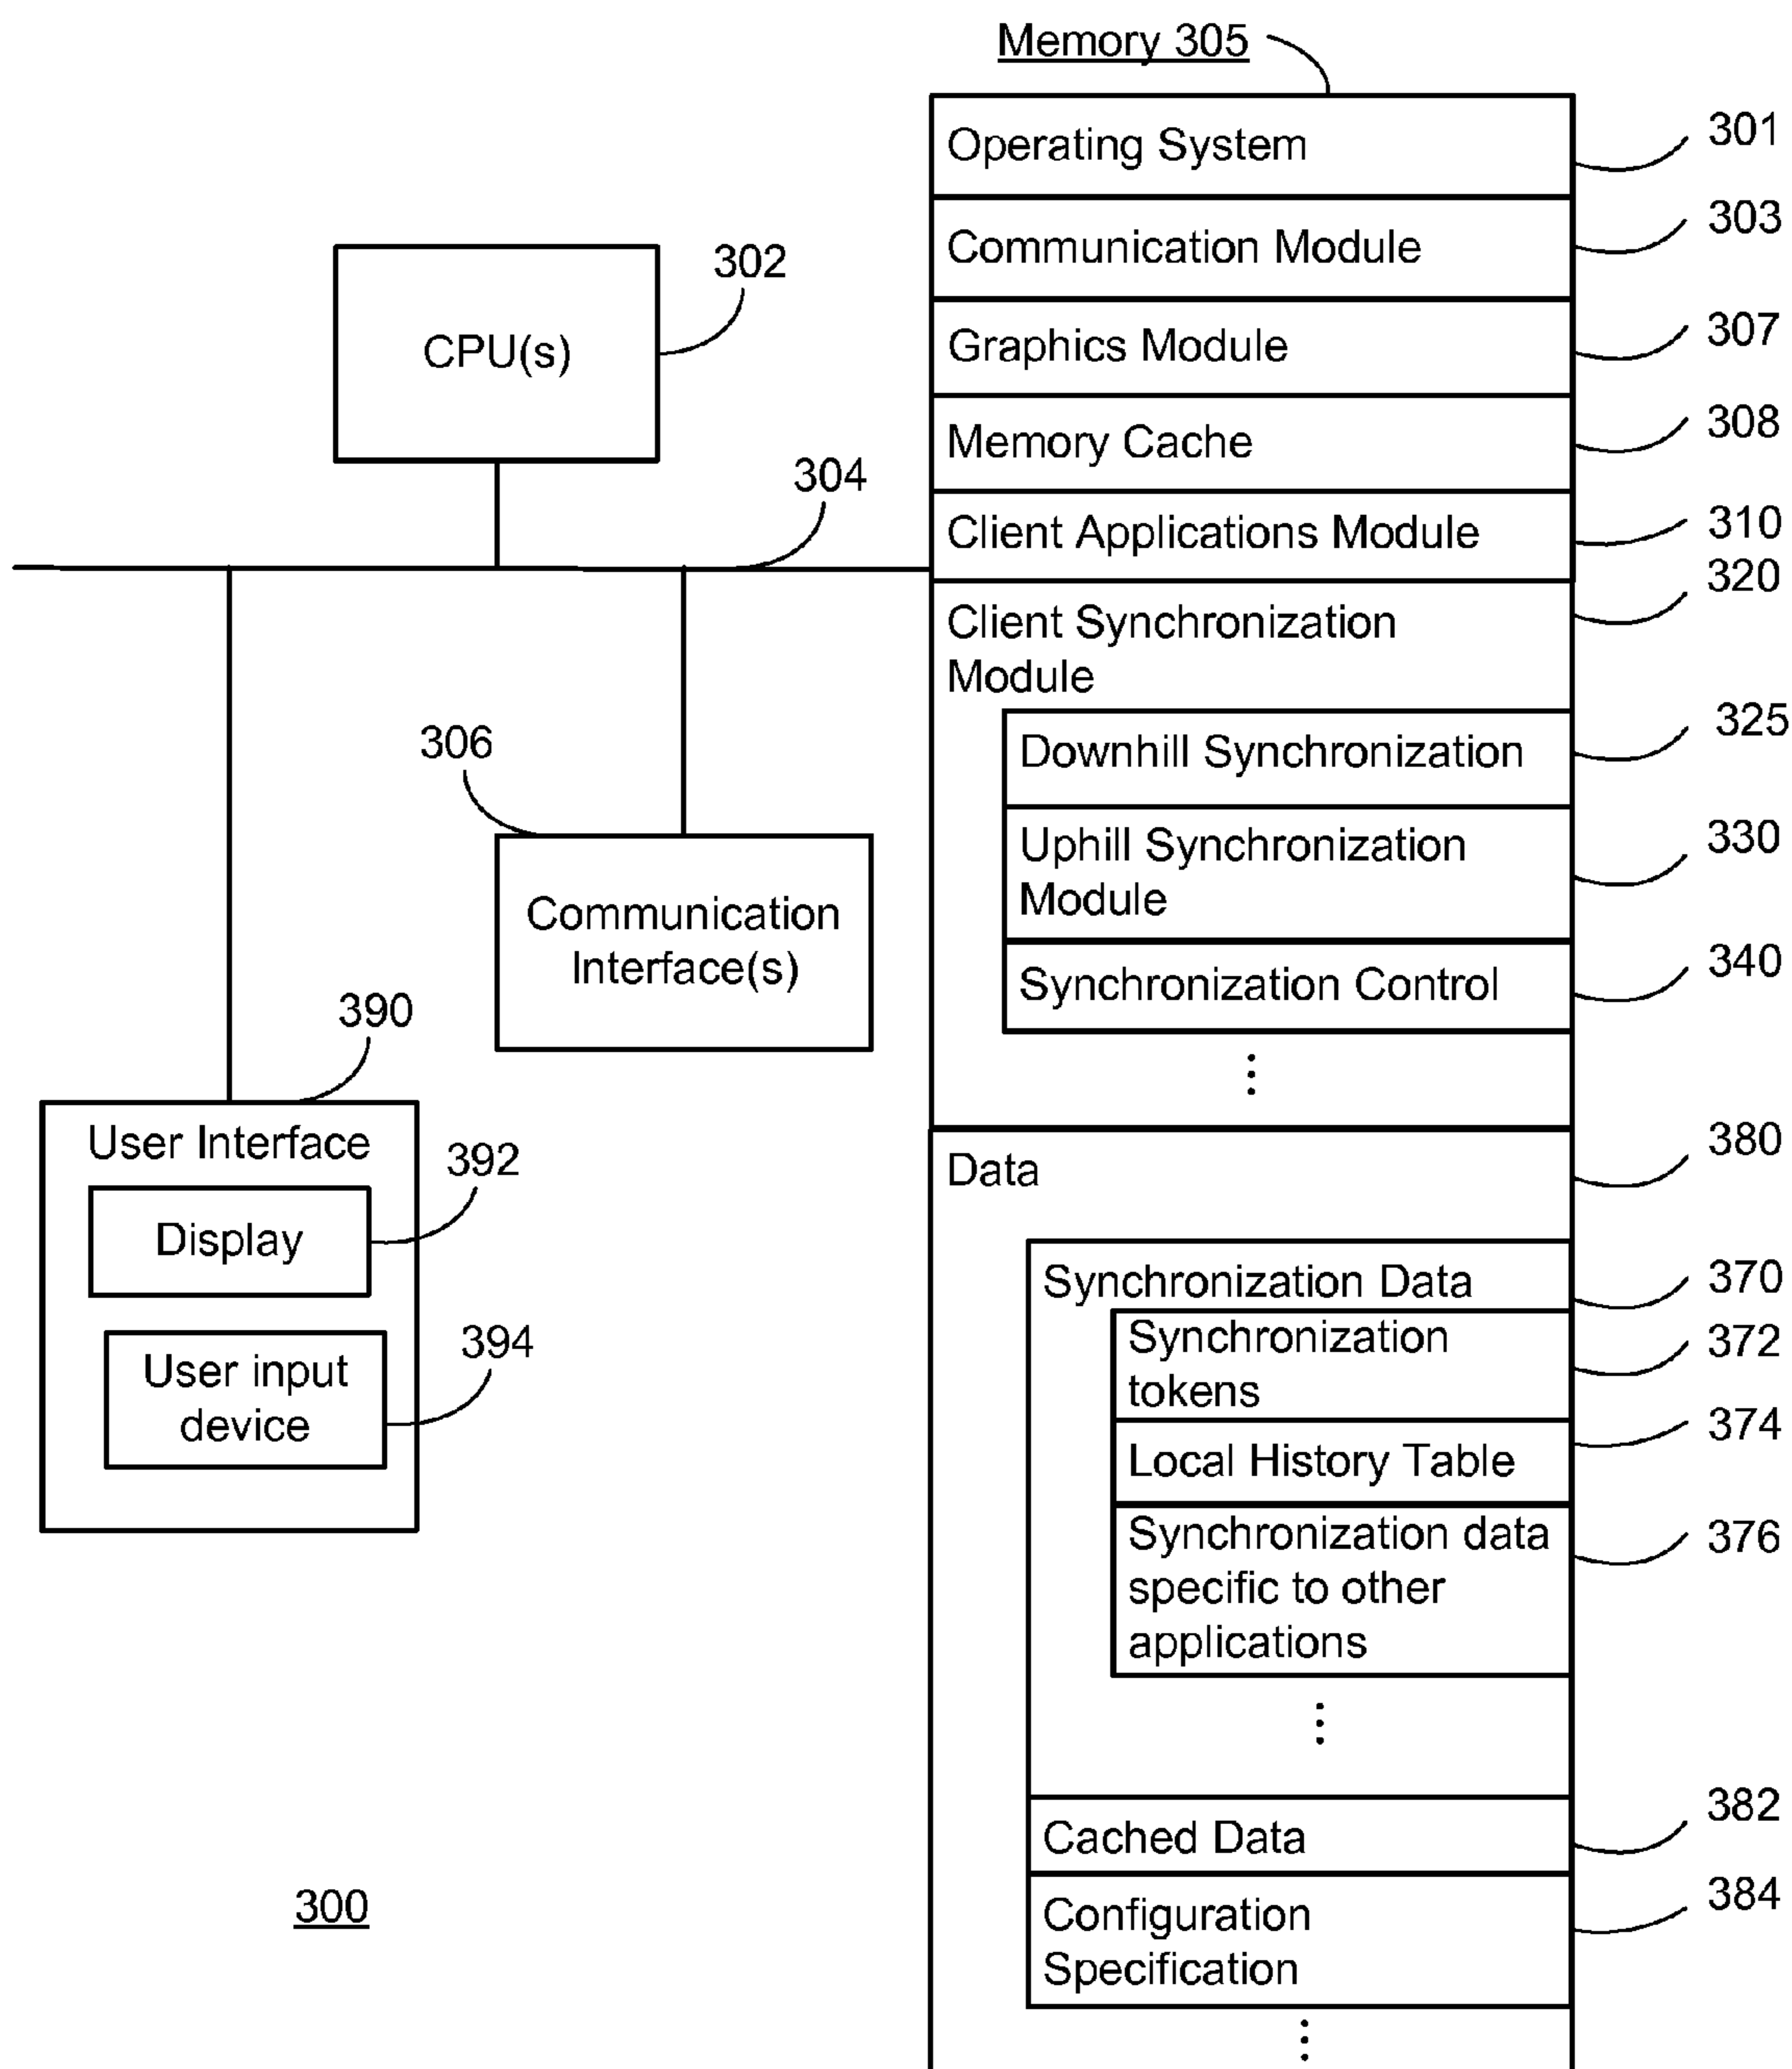 Memory 305
Operating System
301
Communication Module
303
Graphics Module
307
Memory Cache
308
Client Applications Module
310
Client Synchronization
Module
320
Downhill Synchronization
325
Uphill Synchronization
Module
330
Synchronization Control
340
Data
380
Synchronization Data
370
Synchronization
tokens
372
Local History Table
374
Synchronization data
specific to other
applications
376
Cached Data
382
Configuration
Specification
384
CPU(s)
302
304
306
Communication
Interface(s)
390
User Interface
392
Display
394
User input
device
300